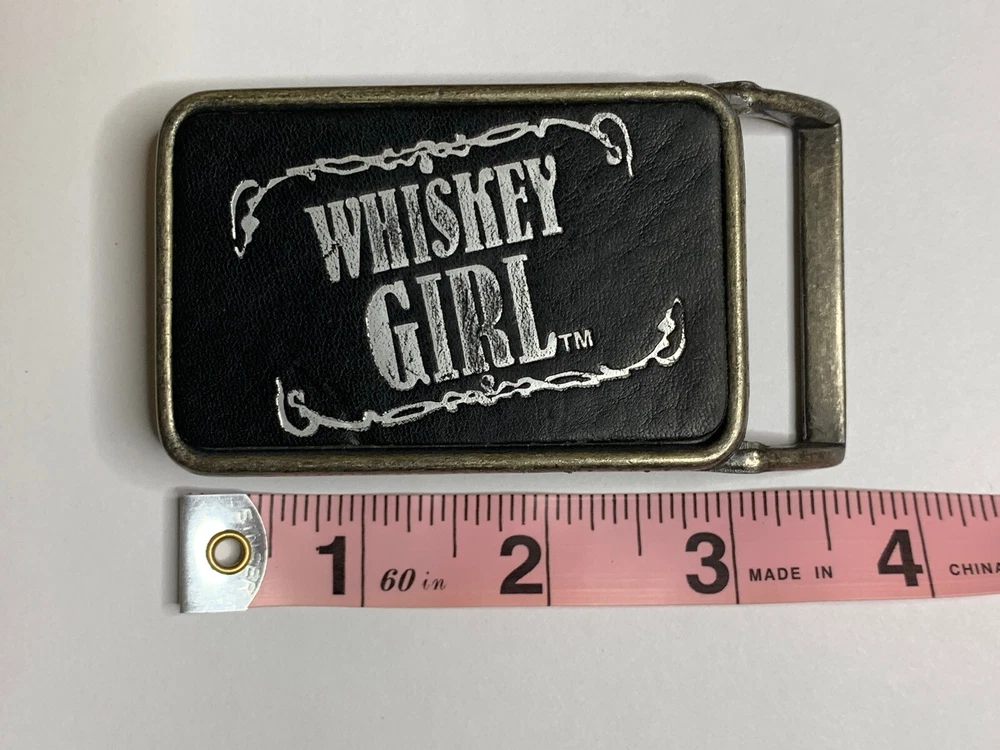 WHISKEY
GIRL™
1 60 in 2 3 MADE IN 4 CHINA